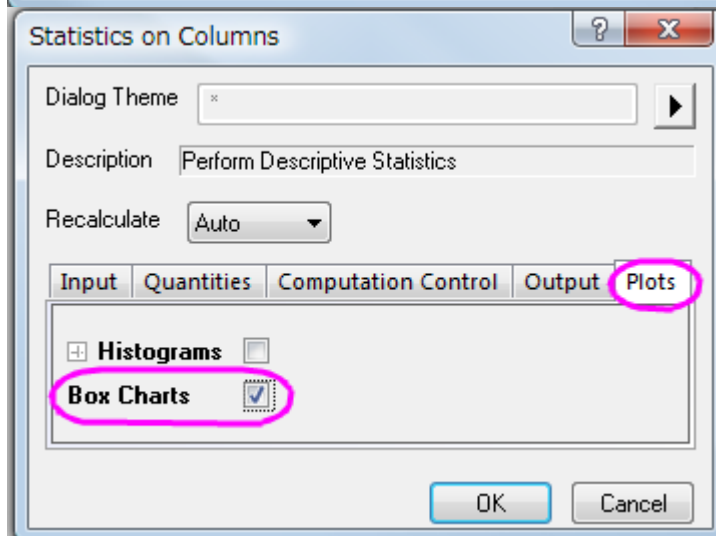 Statistics on Columns
Dialog Theme *
Description Perform Descriptive Statistics
Recalculate Auto
Input Quantities Computation Control Output Plots
Histograms
Box Charts
OK Cancel